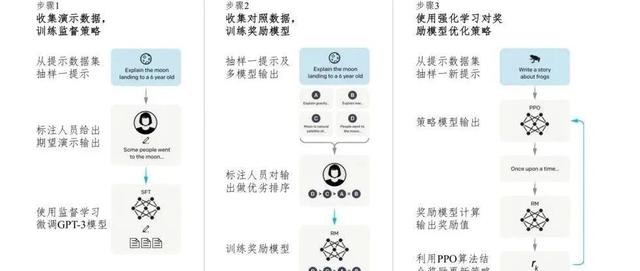 步骤1
收集演示数据,
训练监督策略
从提示数据集
抽样一提示
Explain the moon
landing to a 6 year old
标注人员给出
期望演示输出
Some people went
to the moon...
SFT
使用监督学习
微调GPT-3模型
步骤2
收集对照数据,
训练奖励模型
抽样一提示及
多模型输出
Explain the moon
landing to a 6 year old
A
Explain gravity...
B
Explain war...
C
Moon is natural
satellite of...
D
People went to
the moon...
标注人员对输
出做优劣排序
D > C > A = B
训练奖励模型
RM
D > C > A = B
步骤3
使用强化学习对奖
励模型优化策略
从提示数据集
抽样一新提示
Write a story
about frogs
PPO
策略模型输出
Once upon a time...
RM
奖励模型计算
输出奖励值
利用PPO算法结
rk